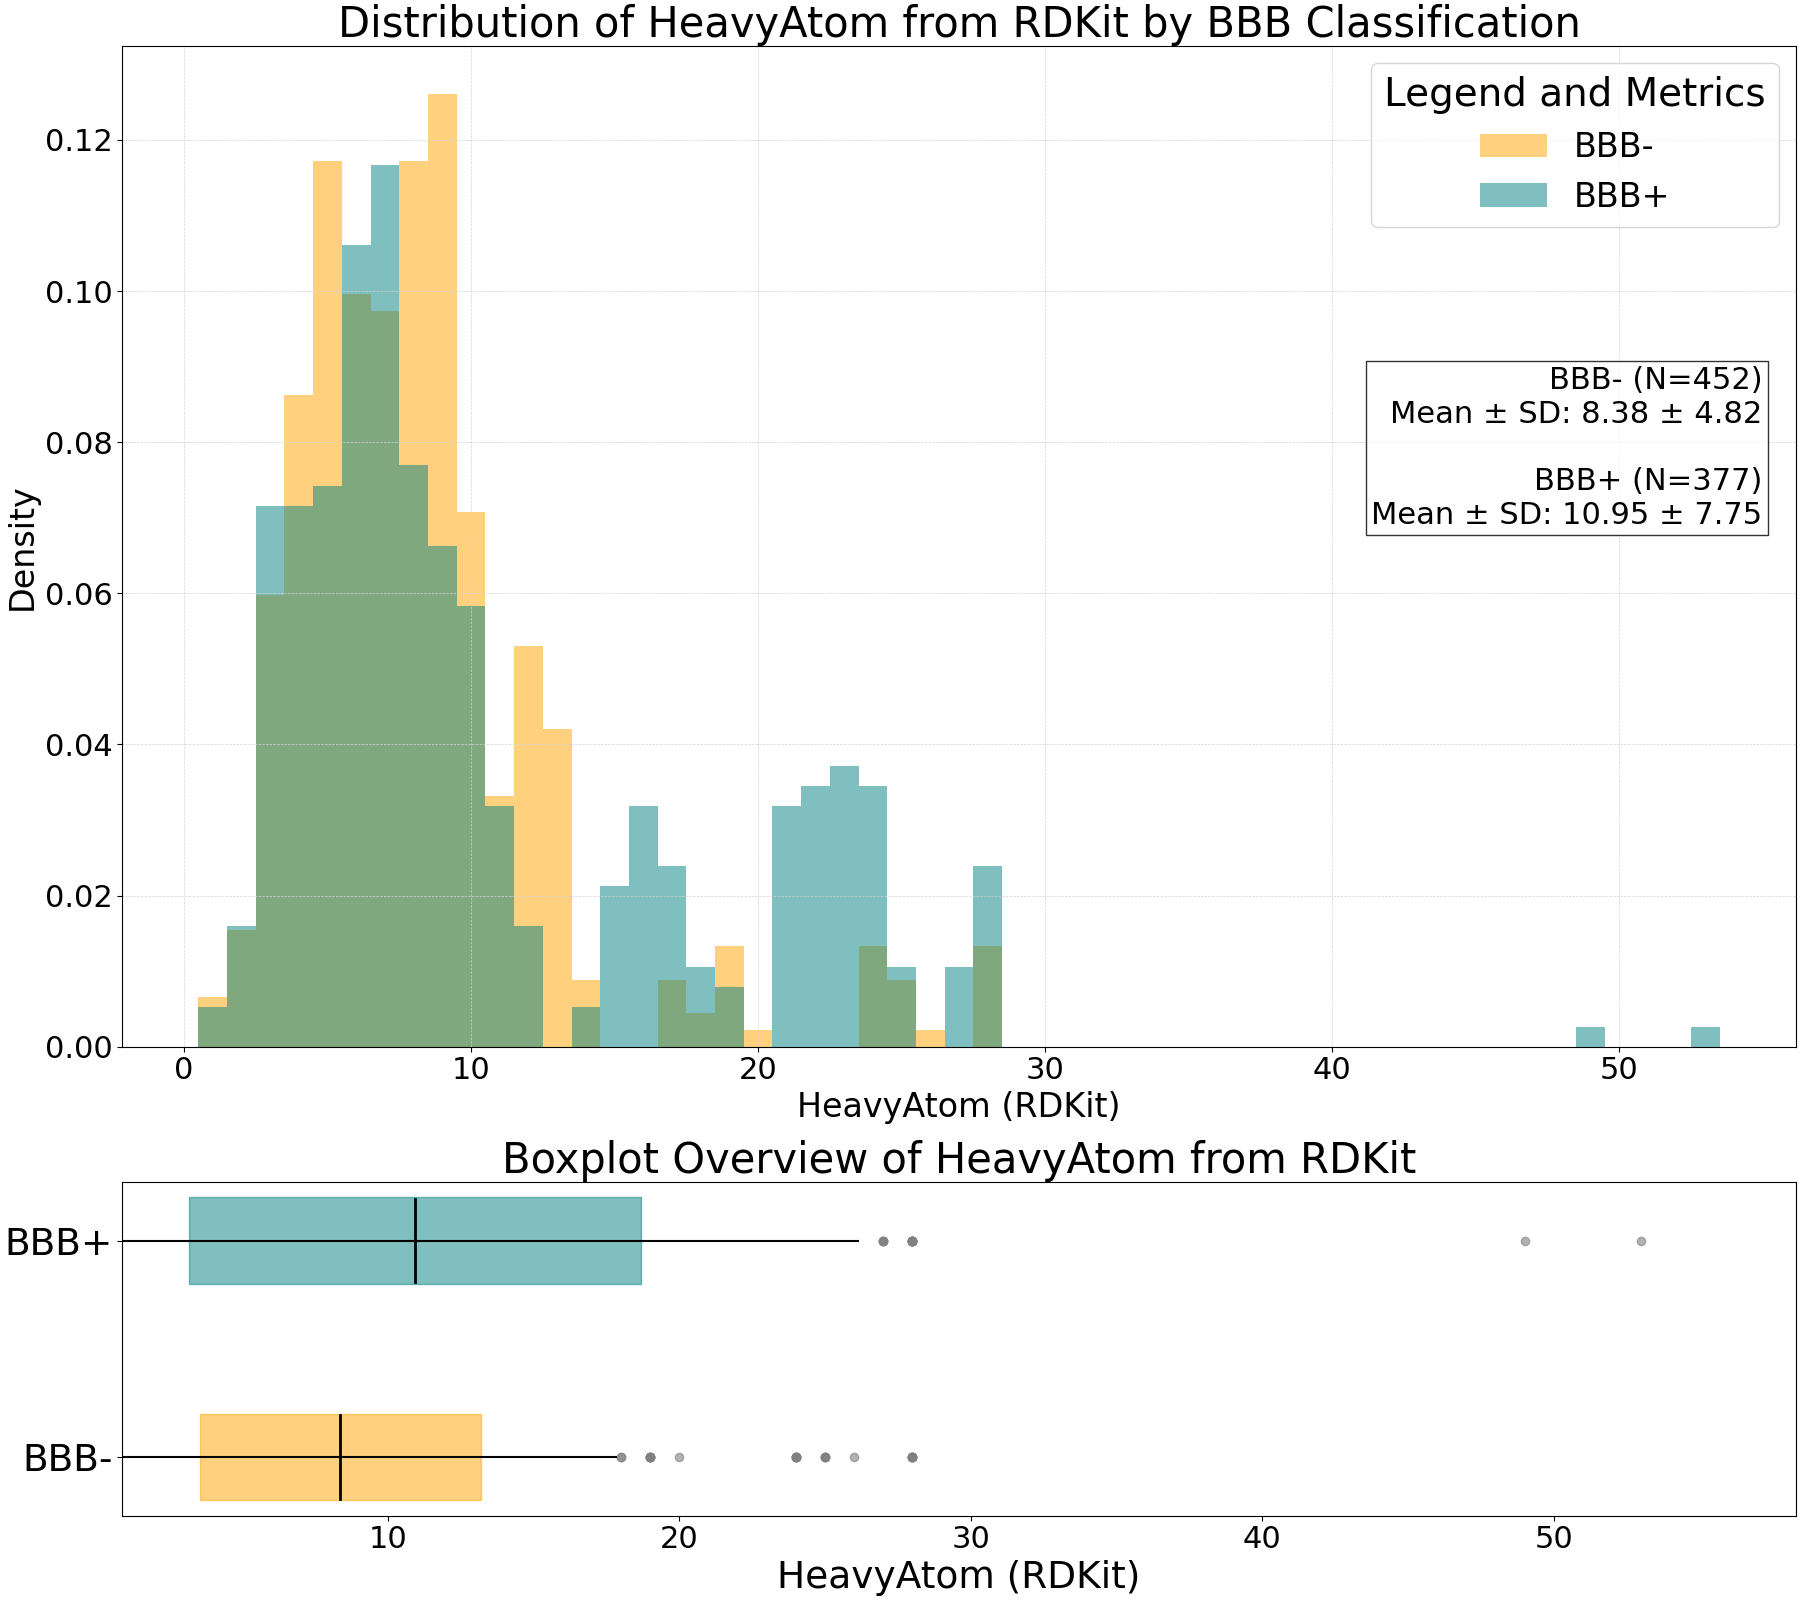 Distribution of HeavyAtom from RDKit by BBB Classification
Legend and Metrics
BBB-
BBB+
BBB- (N=452)
Mean ± SD: 8.38 ± 4.82
BBB+ (N=377)
Mean ± SD: 10.95 ± 7.75
Density
0.12
0.10
0.08
0.06
0.04
0.02
0.00
0 10 20 30 40 50
HeavyAtom (RDKit)
Boxplot Overview of HeavyAtom from RDKit
BBB+
BBB-
10 20 30 40 50
HeavyAtom (RDKit)